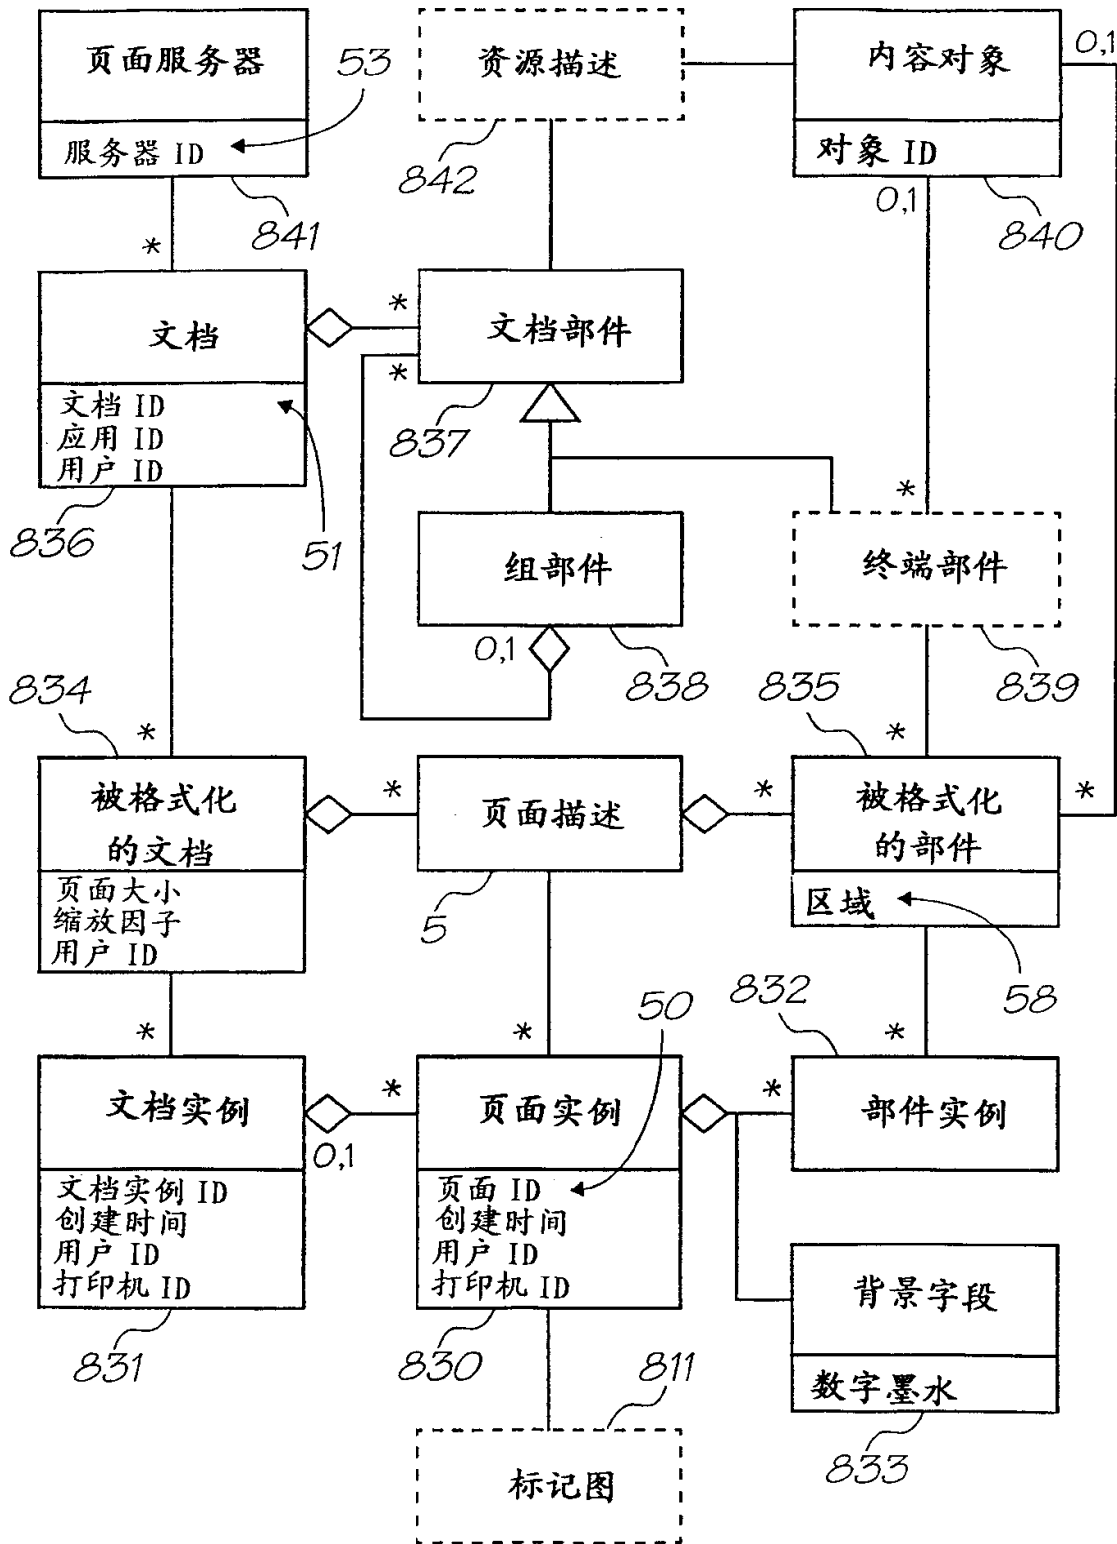 页面服务器
53
服务器 ID
841
资源描述
842
内容对象
0,1
对象 ID
0,1
840
*
文档
文档 ID
应用 ID
用户 ID
836
51
*
*
文档部件
837
组部件
0,1
838
*
终端部件
839
834
*
被格式化
的文档
页面大小
缩放因子
用户 ID
*
页面描述
5
*
835
*
被格式化
的部件
*
区域
58
*
文档实例
0,1
文档实例 ID
创建时间
用户 ID
打印机 ID
831
*
*
50
页面实例
页面 ID
创建时间
用户 ID
打印机 ID
830
832
*
*
部件实例
背景字段
数字墨水
833
811
标记图